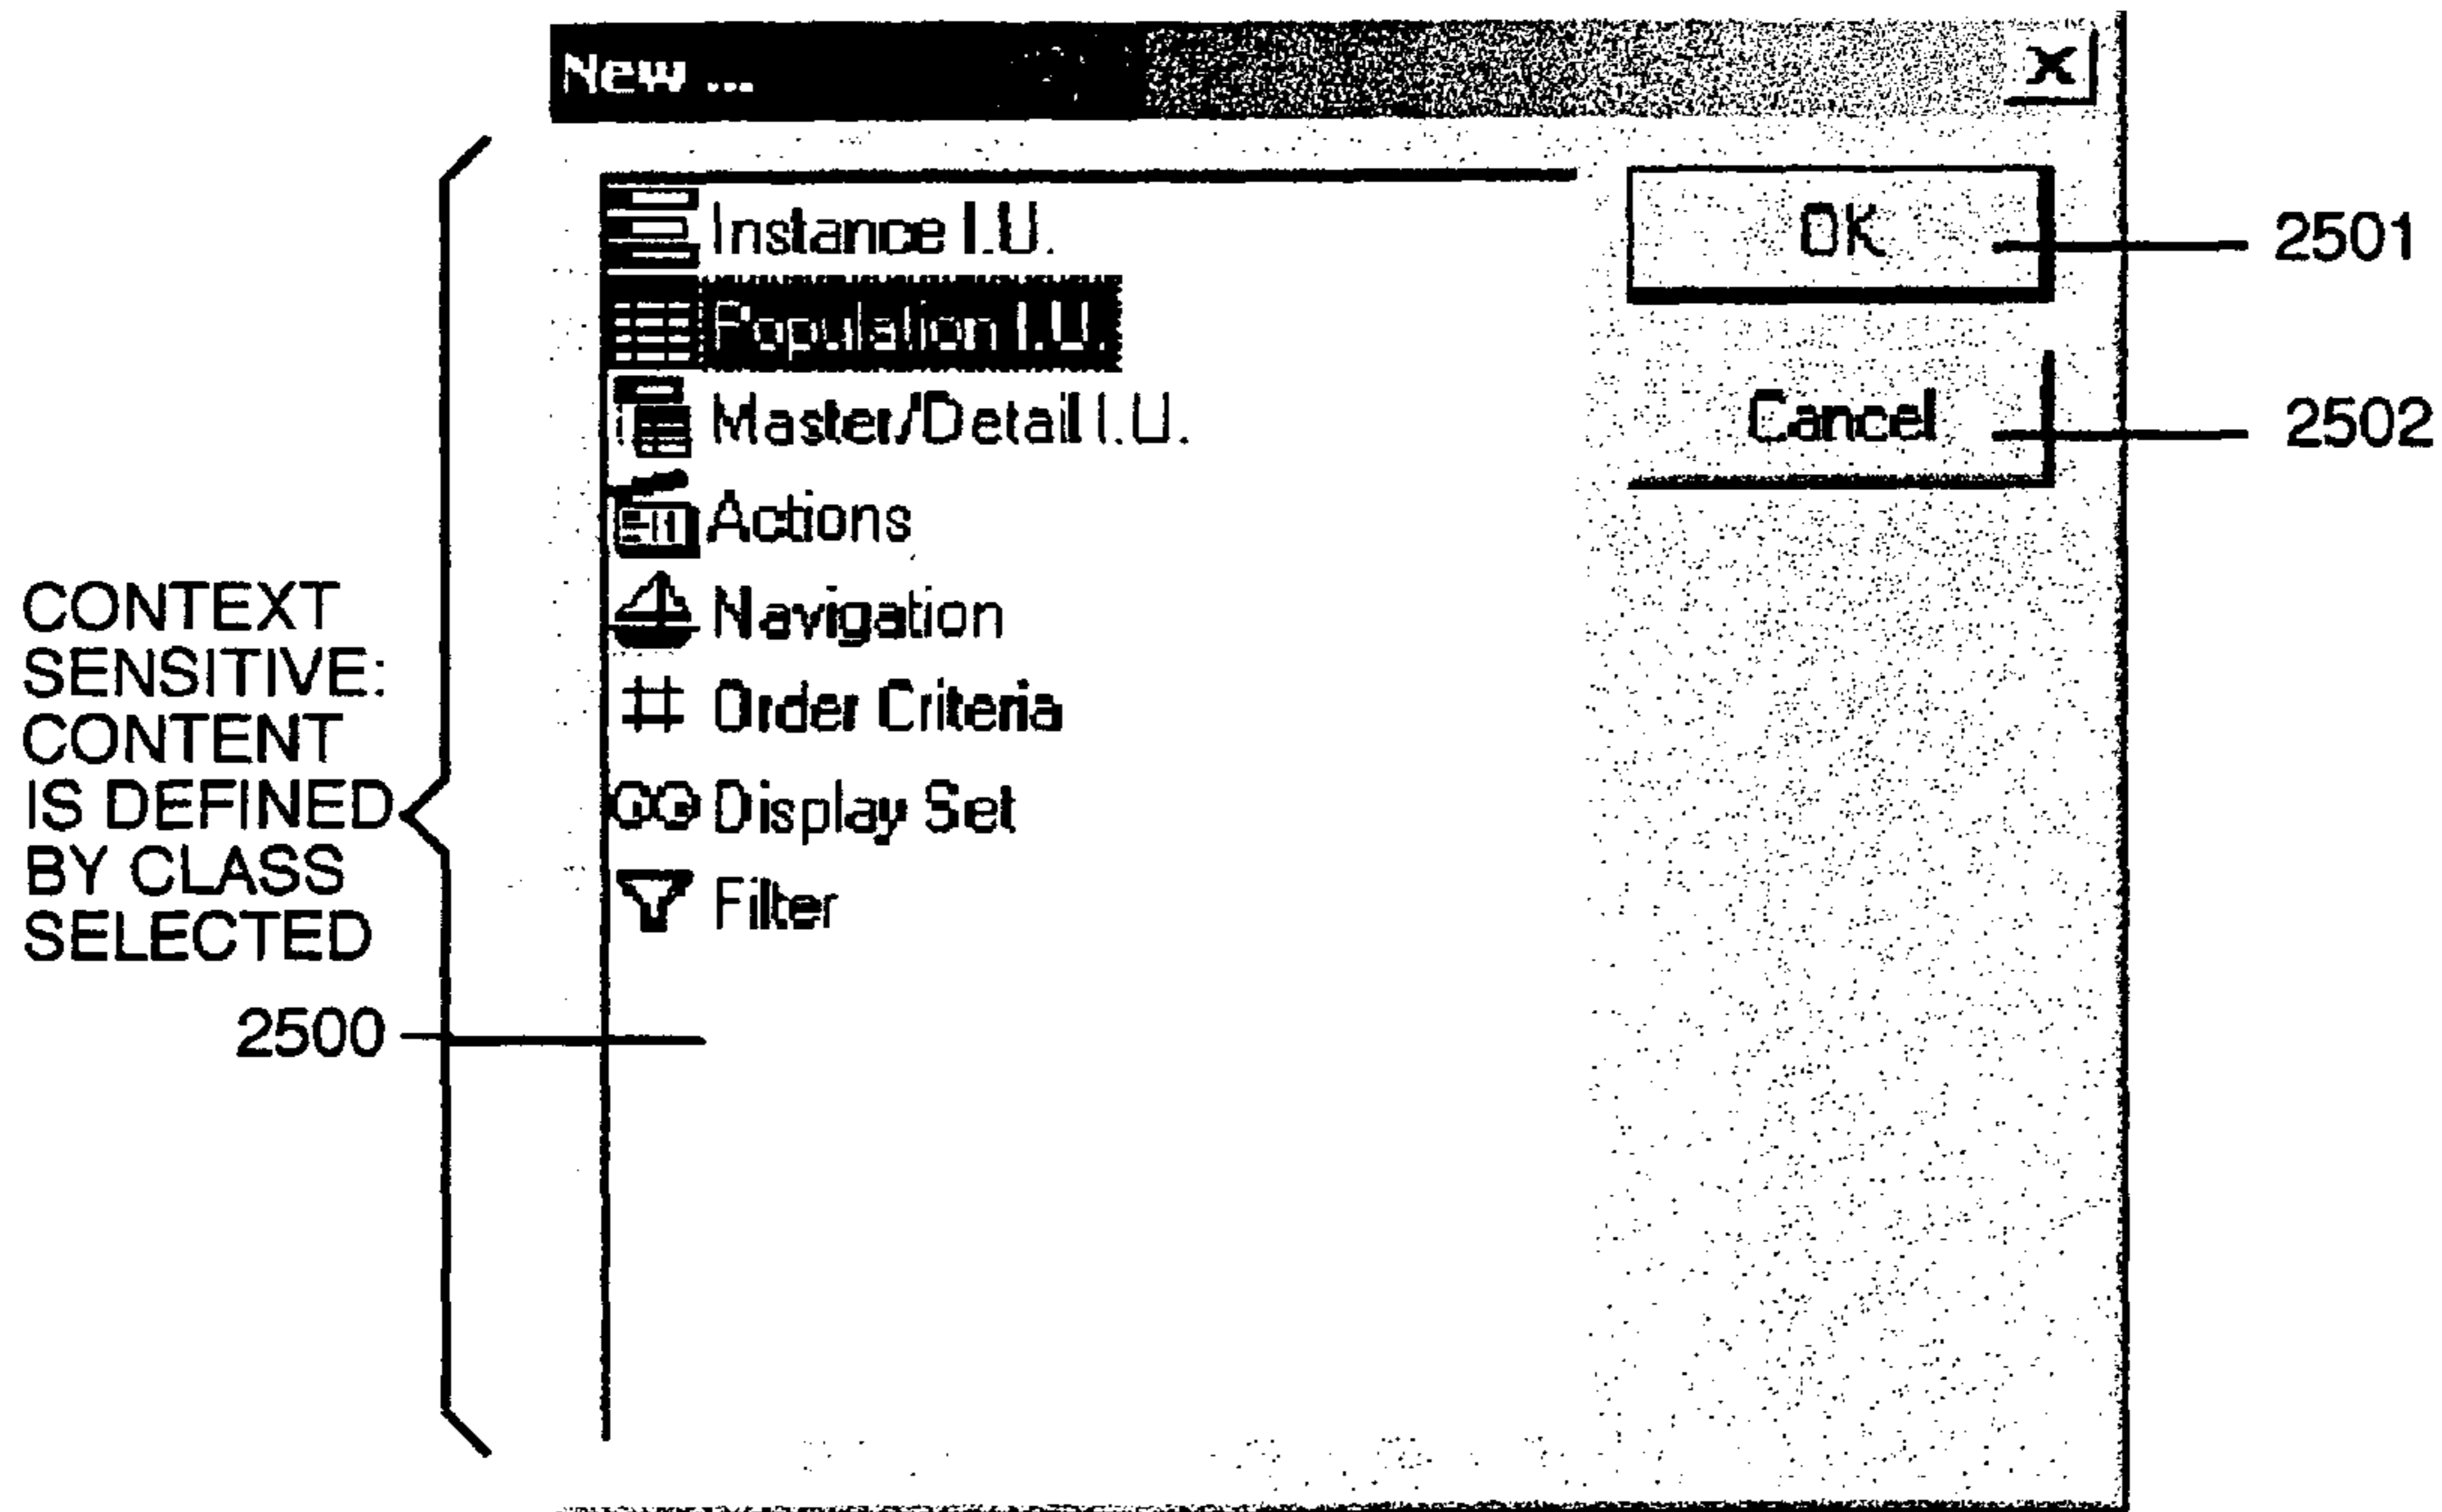 New ...
Instance I.U.
Population I.U.
Master/Detail I.U.
Actions
Navigation
Order Criteria
Display Set
Filter
OK
Cancel
2501
2502
CONTEXT
SENSITIVE:
CONTENT
IS DEFINED
BY CLASS
SELECTED
2500